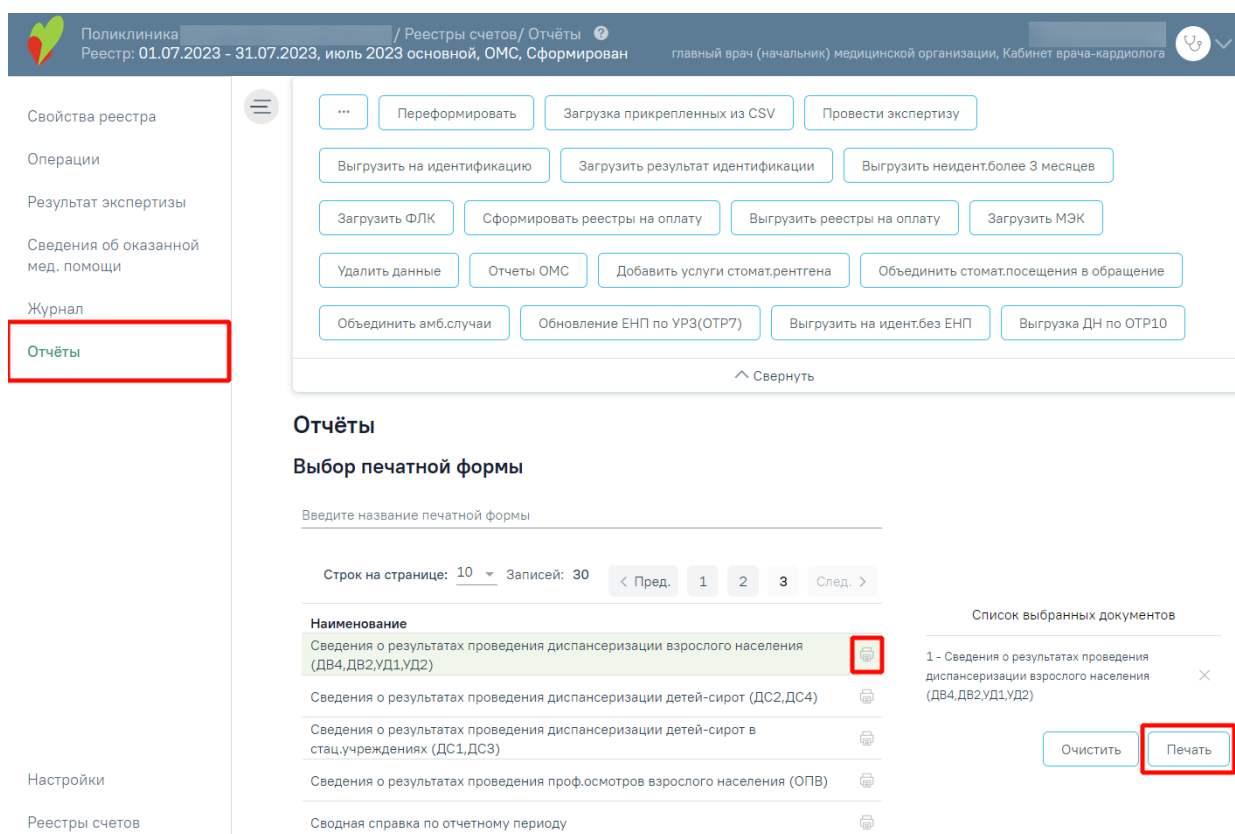 Поликлиника / Реестры счетов/ Отчёты ?
Реестр: 01.07.2023 - 31.07.2023, июль 2023 основной, ОМС, Сформирован
главный врач (начальник) медицинской организации, Кабинет врача-кардиолога
Свойства реестра
Операции
Результат экспертизы
Сведения об оказанной
мед. помощи
Журнал
Отчёты
Настройки
Реестры счетов
... Переформировать Загрузка прикрепленных из CSV Провести экспертизу
Выгрузить на идентификацию Загрузить результат идентификации Выгрузить неидент.более 3 месяцев
Загрузить ФЛК Сформировать реестры на оплату Выгрузить реестры на оплату Загрузить МЭК
Удалить данные Отчеты ОМС Добавить услуги стомат.рентгена Объединить стомат.посещения в обращение
Объединить амб.случаи Обновление ЕНП по УРЗ(ОТР7) Выгрузить на идент.без ЕНП Выгрузка ДН по ОТР10
Свернуть
Отчёты
Выбор печатной формы
Введите название печатной формы
Строк на странице: 10 Записей: 30 < Пред. 1 2 3 След. >
Наименование
Сведения о результатах проведения диспансеризации взрослого населения
(ДВ4,ДВ2,УД1,УД2)
Сведения о результатах проведения диспансеризации детей-сирот (ДС2,ДС4)
Сведения о результатах проведения диспансеризации детей-сирот в
стац.учреждениях (ДС1,ДС3)
Сведения о результатах проведения проф.осмотров взрослого населения (ОПВ)
Сводная справка по отчетному периоду
Список выбранных документов
1 - Сведения о результатах проведения
диспансеризации взрослого населения
(ДВ4,ДВ2,УД1,УД2)
Очистить Печать